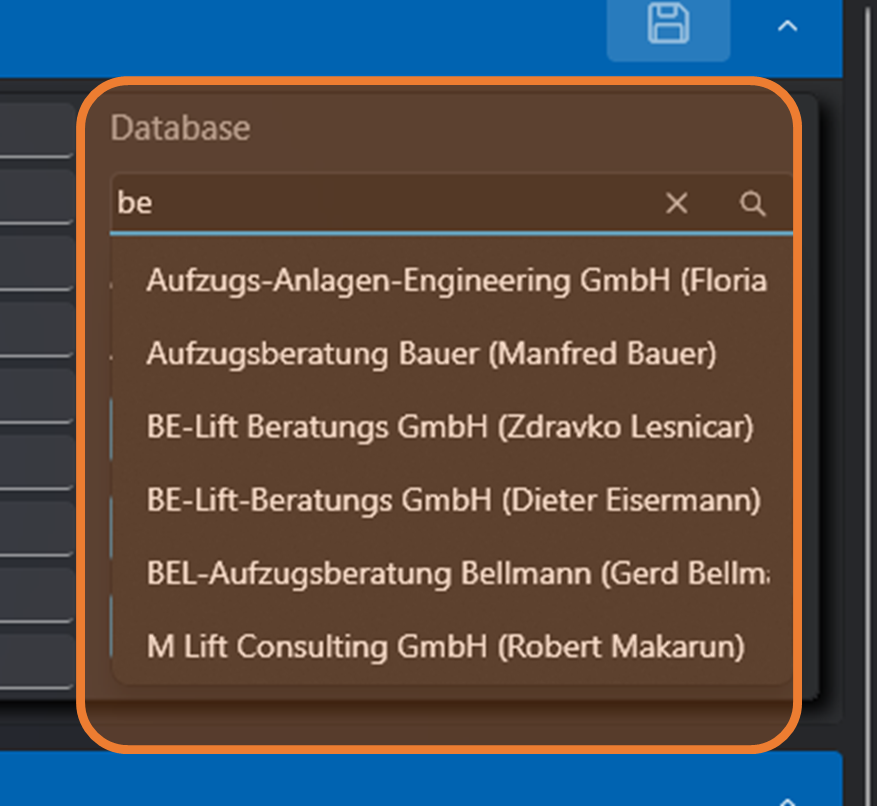 Database
be
Aufzugs-Anlagen-Engineering GmbH (Floria
Aufzugsberatung Bauer (Manfred Bauer)
BE-Lift Beratungs GmbH (Zdravko Lesnicar)
BE-Lift-Beratungs GmbH (Dieter Eisermann)
BEL-Aufzugsberatung Bellmann (Gerd Bellm
M Lift Consulting GmbH (Robert Makarun)